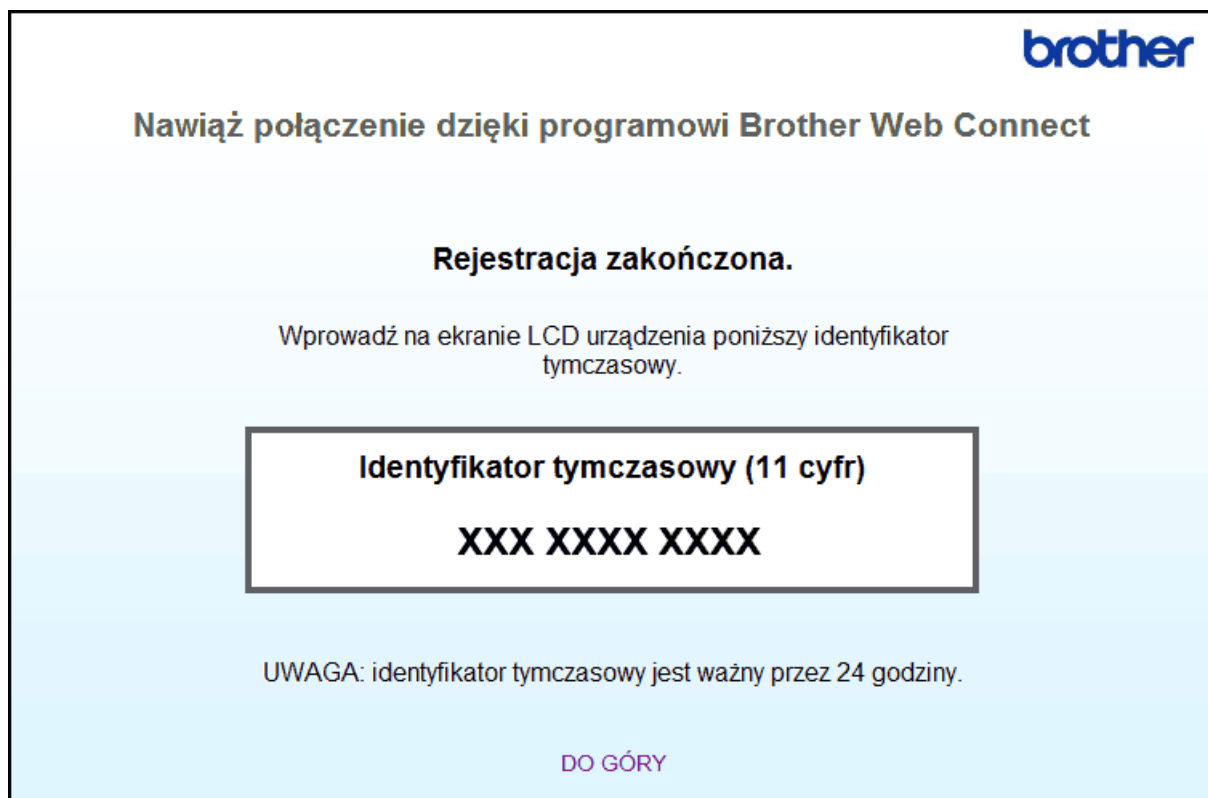 brother
Nawiąż połączenie dzięki programowi Brother Web Connect
Rejestracja zakończona.
Wprowadź na ekranie LCD urządzenia poniższy identyfikator
tymczasowy.
Identyfikator tymczasowy (11 cyfr)
XXX XXXX XXXX
UWAGA: identyfikator tymczasowy jest ważny przez 24 godziny.
DO GÓRY